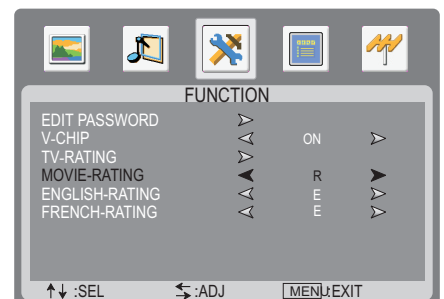 FUNCTION
EDIT PASSWORD
V-CHIP ON
TV-RATING
MOVIE-RATING R
ENGLISH-RATING E
FRENCH-RATING E
:SEL :ADJ MENU:EXIT